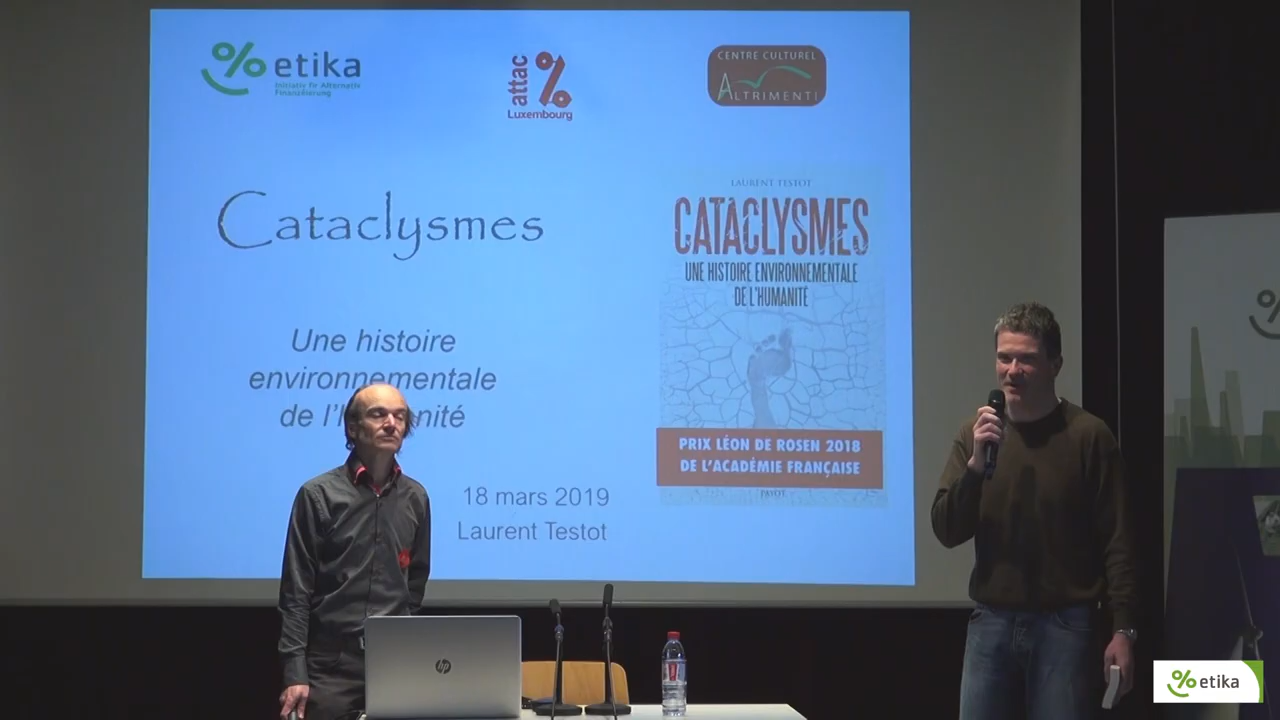 etika
Initiativ fir Alternativ
Finanzéierung
attac
Luxembourg
CENTRE CULTUREL
ALTRIMENTI
Cataclysmes
Une histoire
environnementale
de l'h nité
18 mars 2019
Laurent Testot
LAURENT TESTOT
CATACLYSMES
UNE HISTOIRE ENVIRONNEMENTALE
DE L'HUMANITÉ
PRIX LÉON DE ROSEN 2018
DE L'ACADÉMIE FRANÇAISE
PAYOT
hp
etika